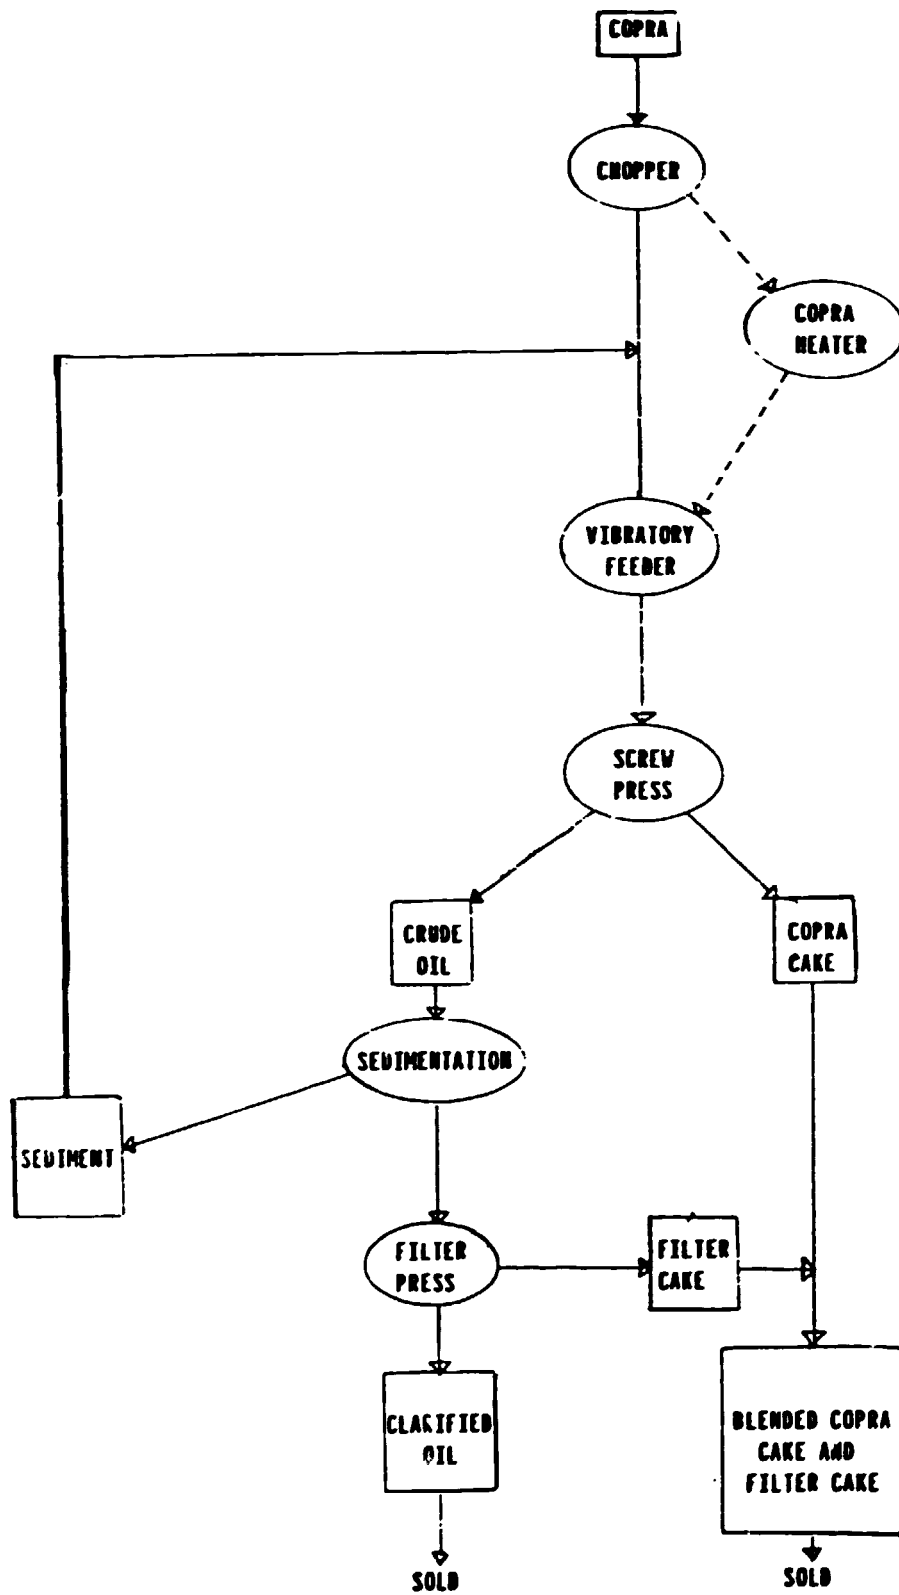 COPRA
CHOPPER
COPRA
HEATER
VIBRATORY
FEEDER
SCREW
PRESS
CRUDE
OIL
COPRA
CAKE
SEDIMENTATION
SEDIMENT
FILTER
PRESS
FILTER
CAKE
CLARIFIED
OIL
BLENDED COPRA
CAKE AND
FILTER CAKE
SOLD
SOLD